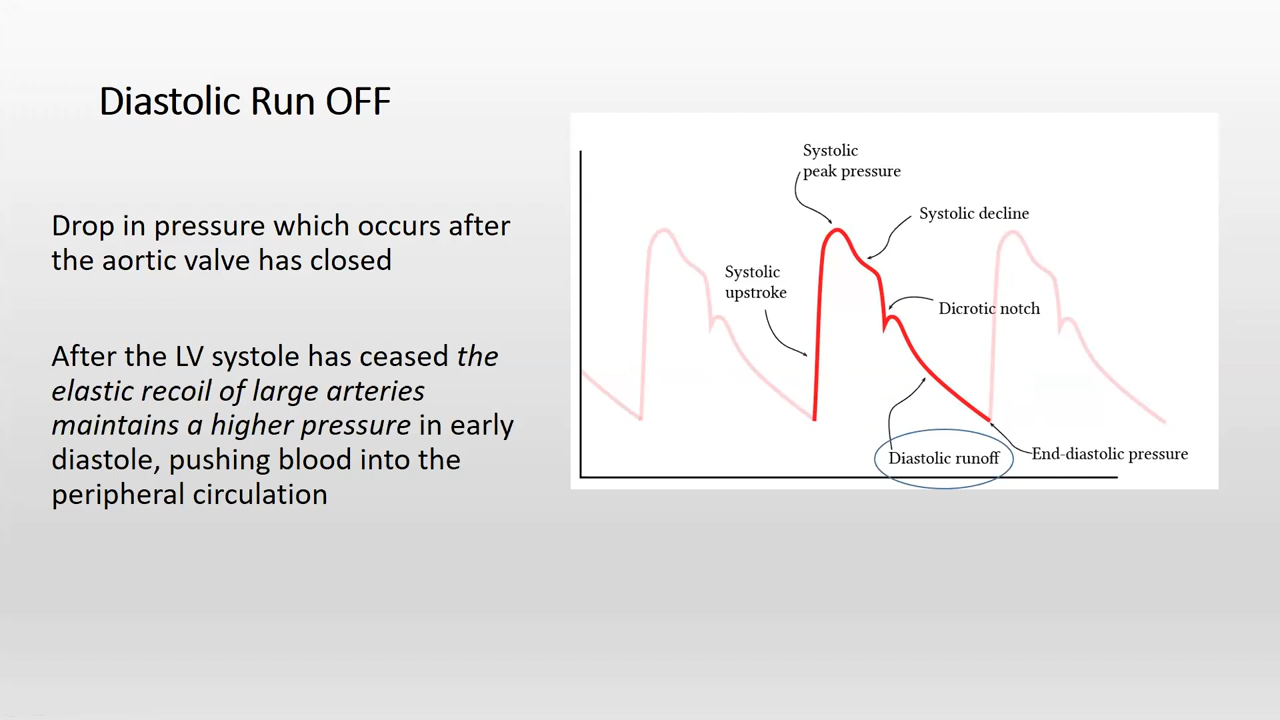 Diastolic Run OFF
Drop in pressure which occurs after
the aortic valve has closed
After the LV systole has ceased the
elastic recoil of large arteries
maintains a higher pressure in early
diastole, pushing blood into the
peripheral circulation
Systolic
peak pressure
Systolic decline
Systolic
upstroke
Dicrotic notch
Diastolic runoff
End-diastolic pressure